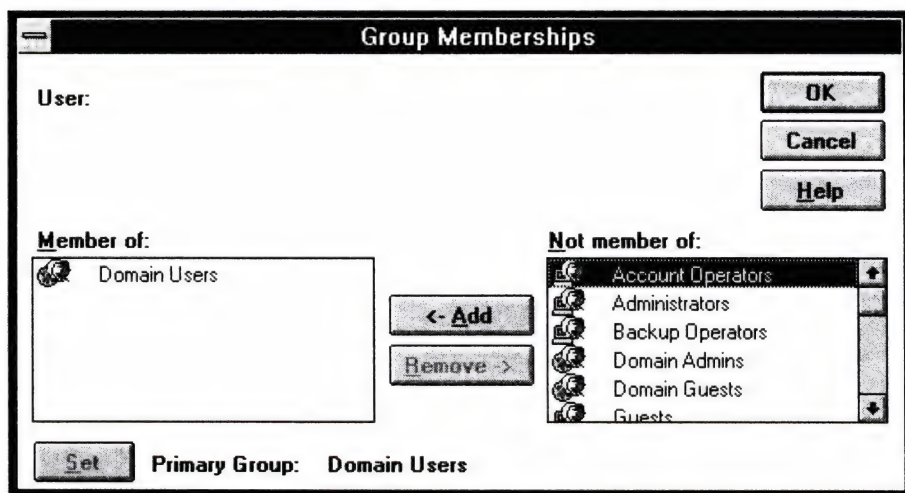 Group Memberships
User:
OK
Cancel
Help
Member of:
Domain Users
<- Add
Remove ->
Not member of:
Account Operators
Administrators
Backup Operators
Domain Admins
Domain Guests
Guests
Set
Primary Group: Domain Users